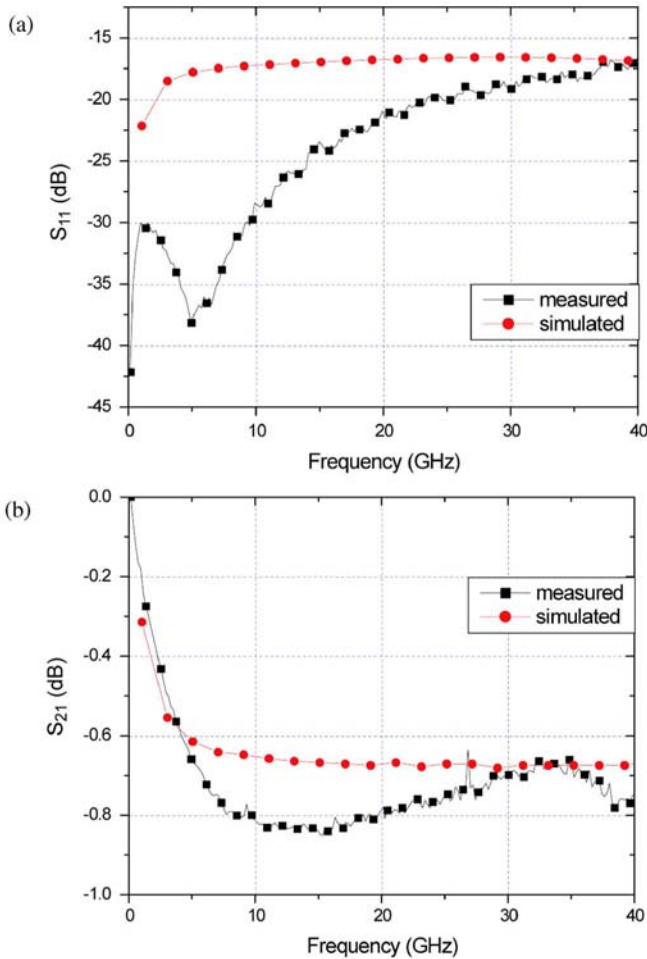 (a)
-15
-20
-25
-30
-35
-40
-45
S11 (dB)
measured
simulated
0 10 20 30 40
Frequency (GHz)
(b)
0.0
-0.2
-0.4
-0.6
-0.8
-1.0
S21 (dB)
measured
simulated
0 10 20 30 40
Frequency (GHz)